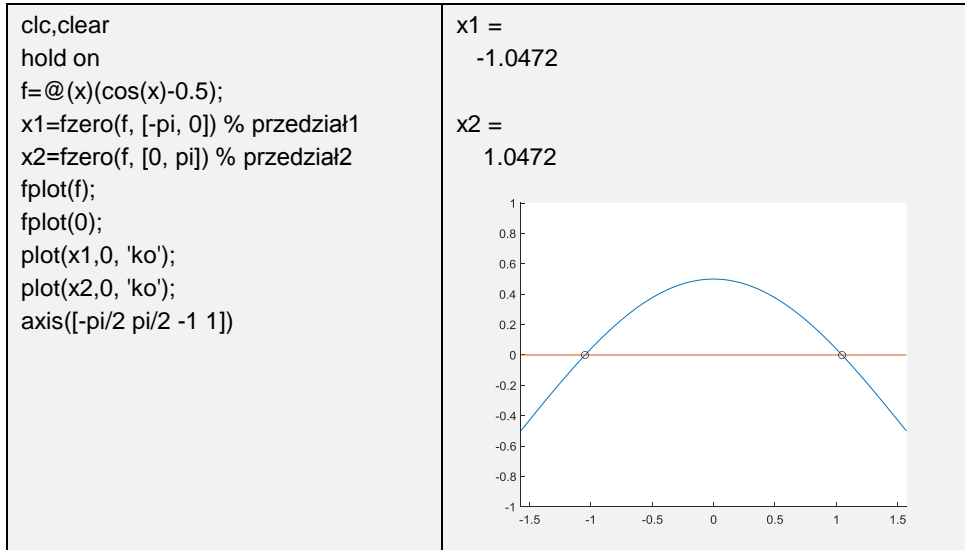 clc,clear
hold on
f=@(x)(cos(x)-0.5);
x1=fzero(f, [-pi, 0]) % przedział1
x2=fzero(f, [0, pi]) % przedział2
fplot(f);
fplot(0);
plot(x1,0, 'ko');
plot(x2,0, 'ko');
axis([-pi/2 pi/2 -1 1])
x1 =
-1.0472
x2 =
1.0472
1
0.8
0.6
0.4
0.2
0
-0.2
-0.4
-0.6
-0.8
-1
-1.5 -1 -0.5 0 0.5 1 1.5